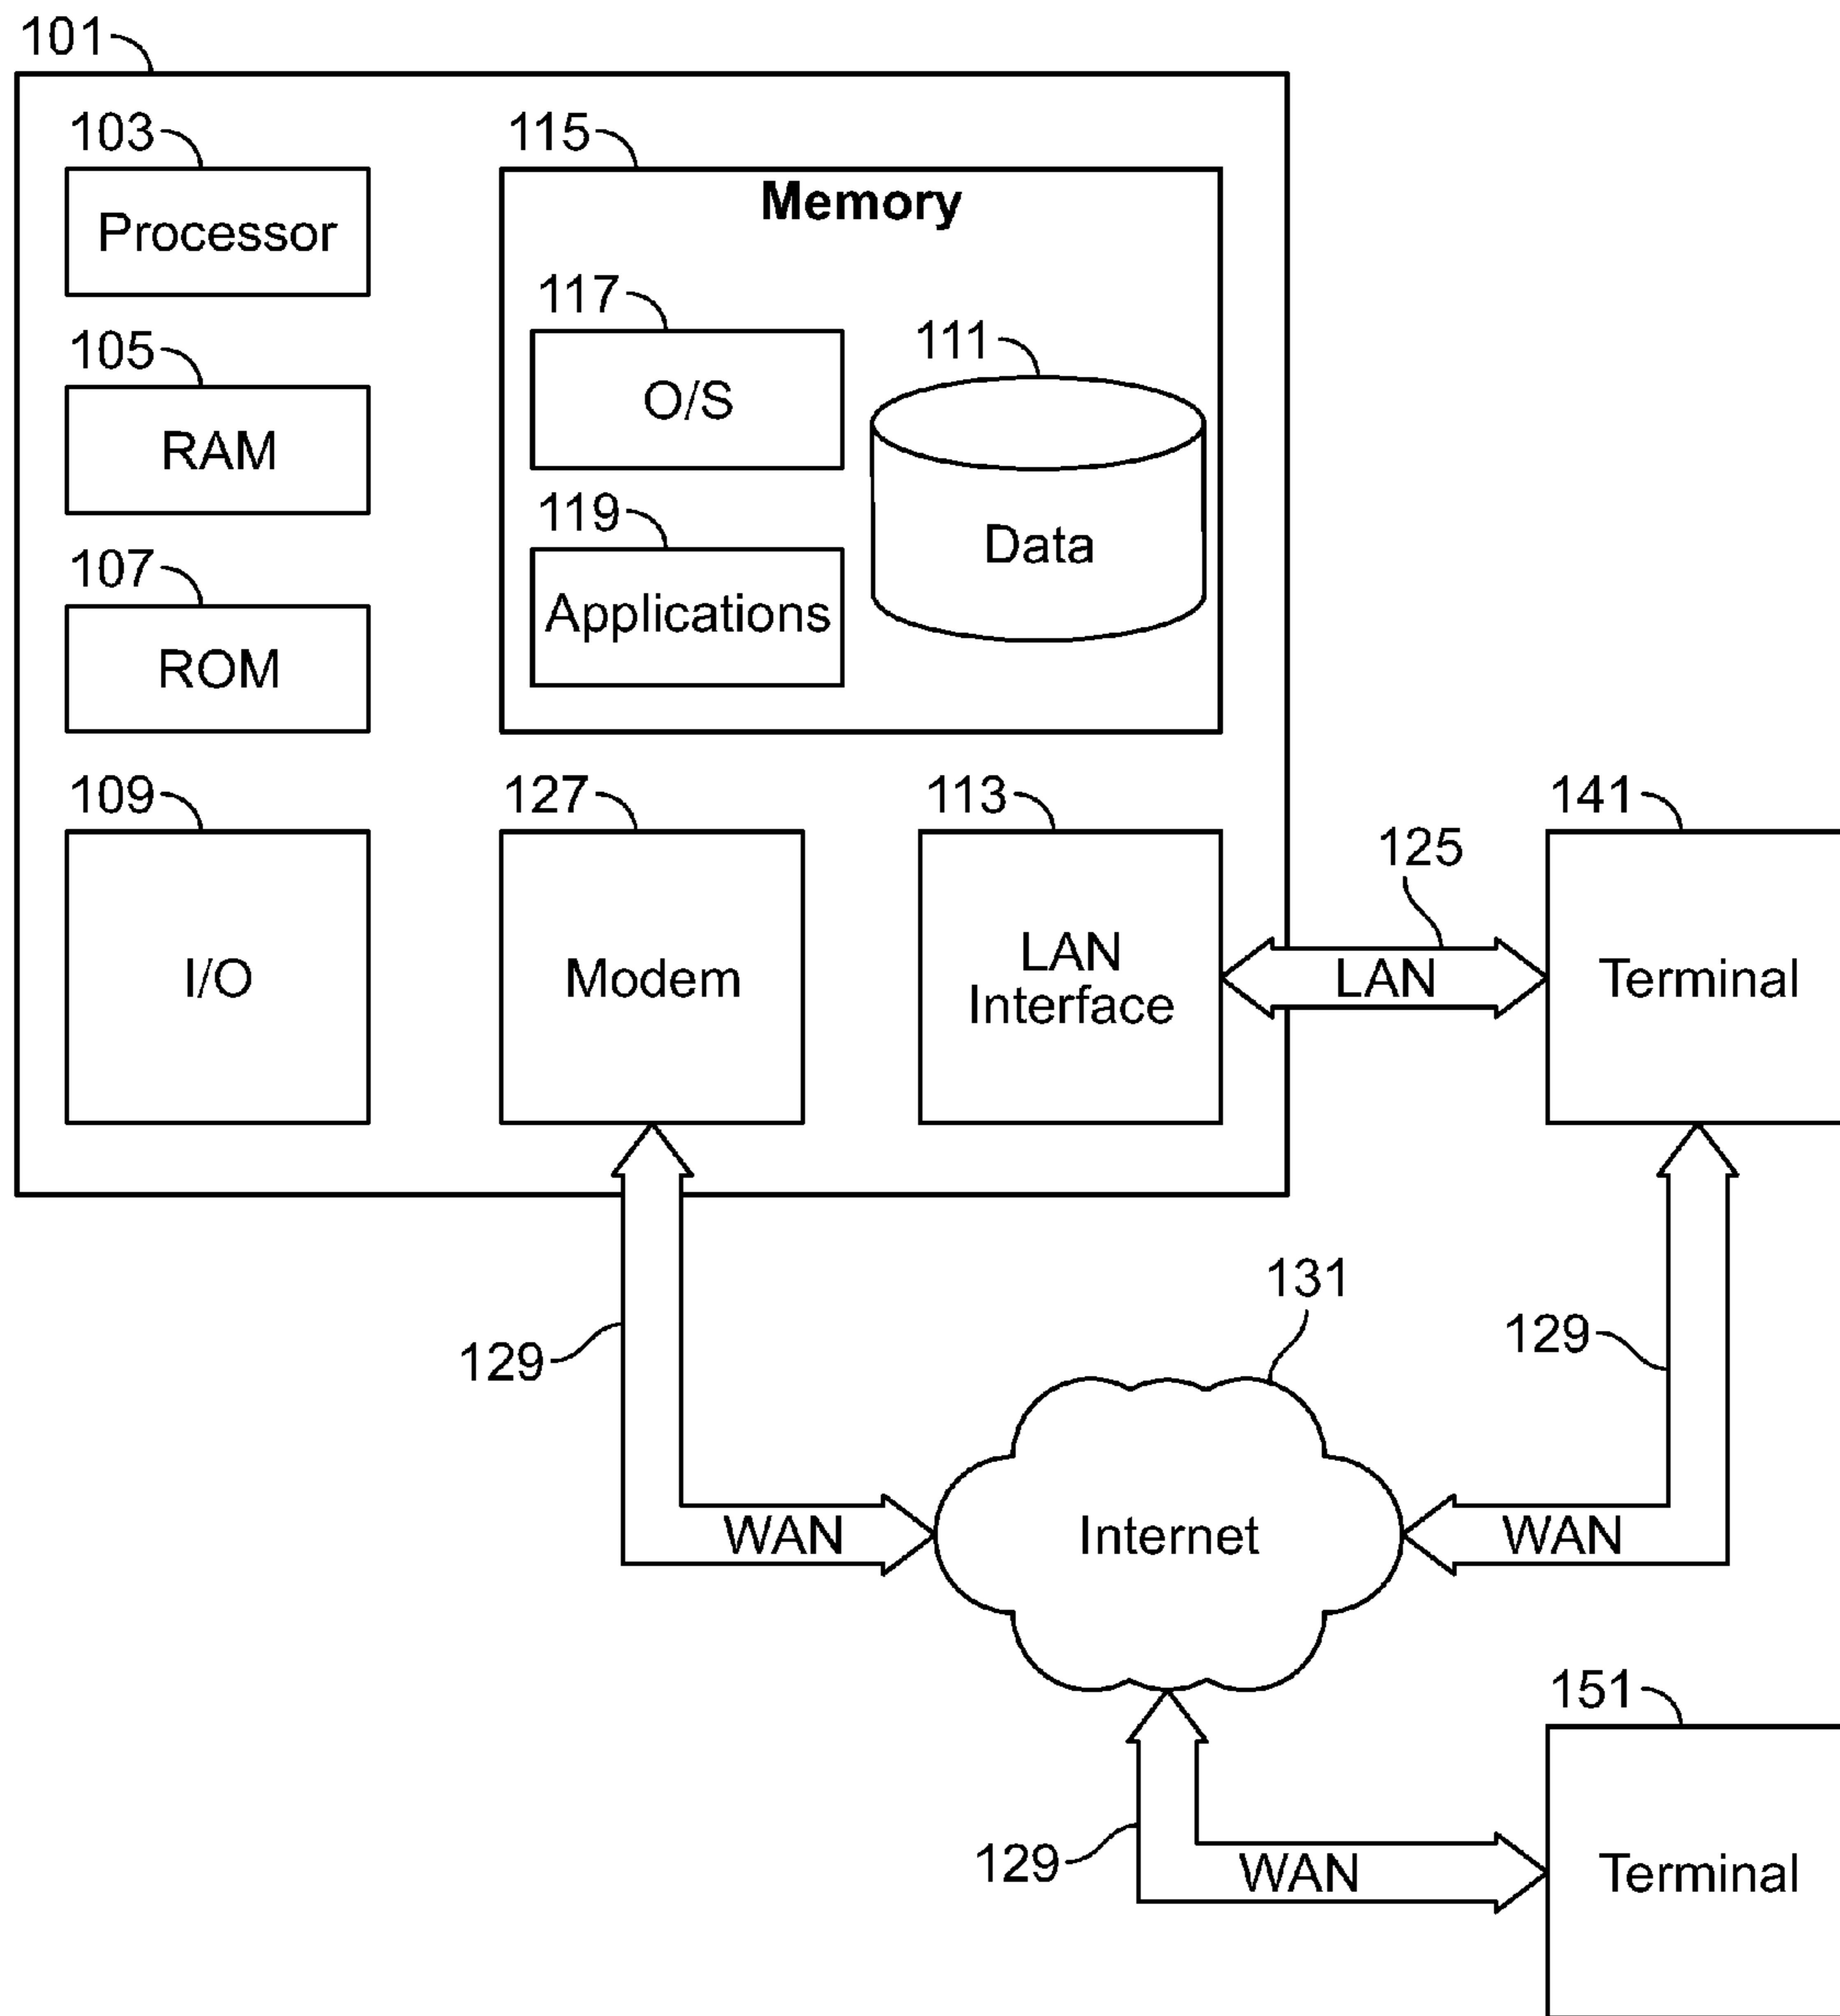 101
103
Processor
105
RAM
107
ROM
115
Memory
117
O/S
111
Data
119
Applications
109
I/O
127
Modem
113
LAN
Interface
125
LAN
141
Terminal
129
WAN
131
Internet
129
WAN
129
WAN
151
Terminal